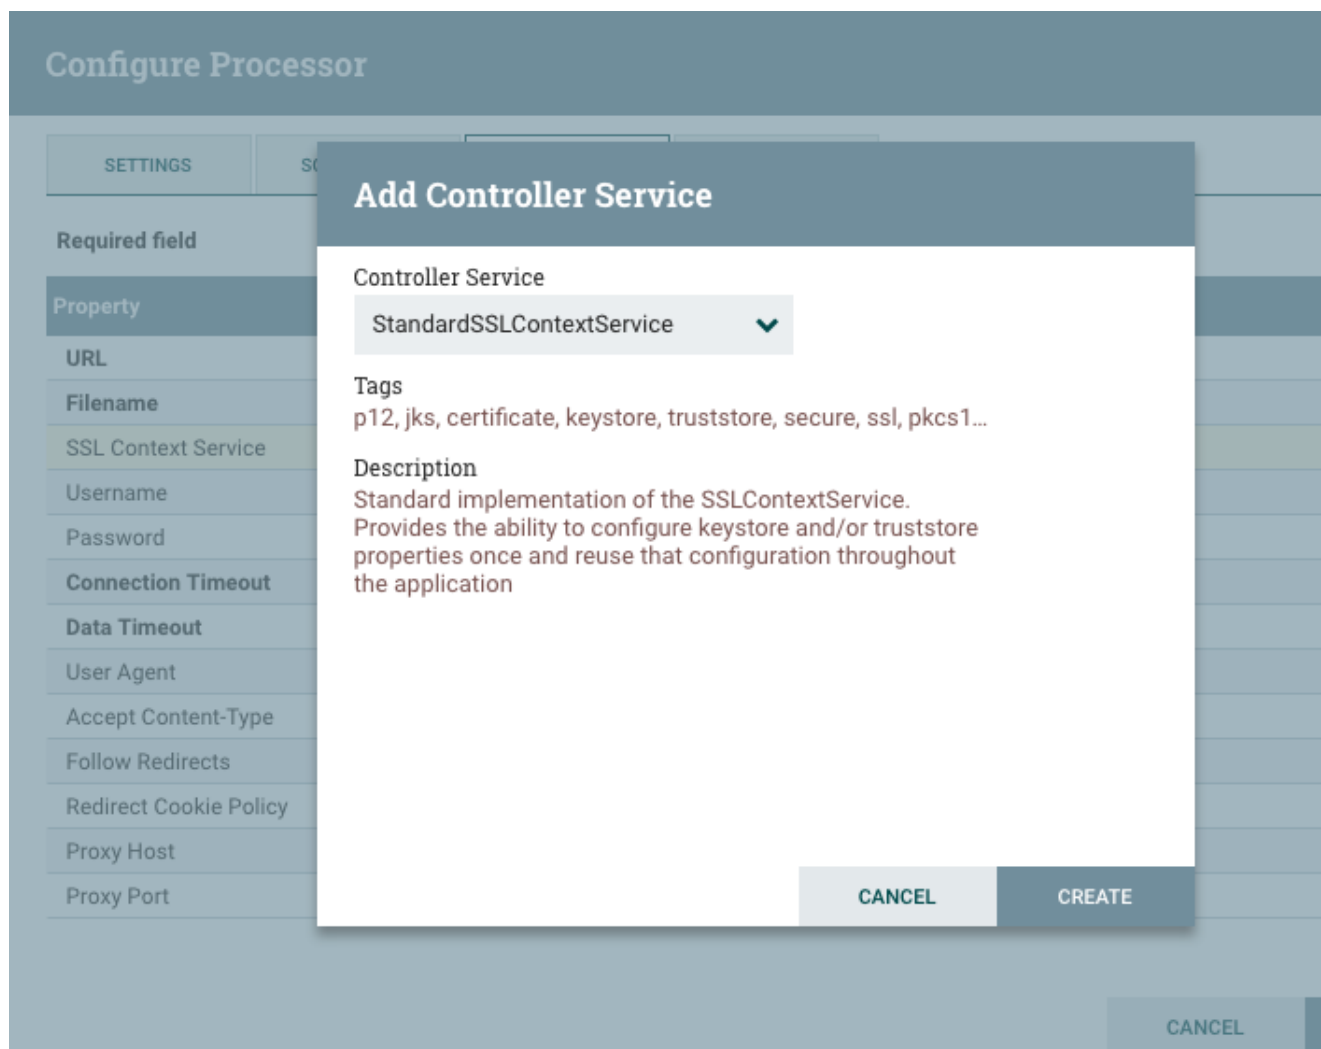 Configure Processor
SETTINGS
Required field
Property
URL
Filename
SSL Context Service
Username
Password
Connection Timeout
Data Timeout
User Agent
Accept Content-Type
Follow Redirects
Redirect Cookie Policy
Proxy Host
Proxy Port
Add Controller Service
Controller Service
StandardSSLContextService
Tags
p12, jks, certificate, keystore, truststore, secure, ssl, pkcs1...
Description
Standard implementation of the SSLContextService.
Provides the ability to configure keystore and/or truststore
properties once and reuse that configuration throughout
the application
CANCEL CREATE
CANCEL